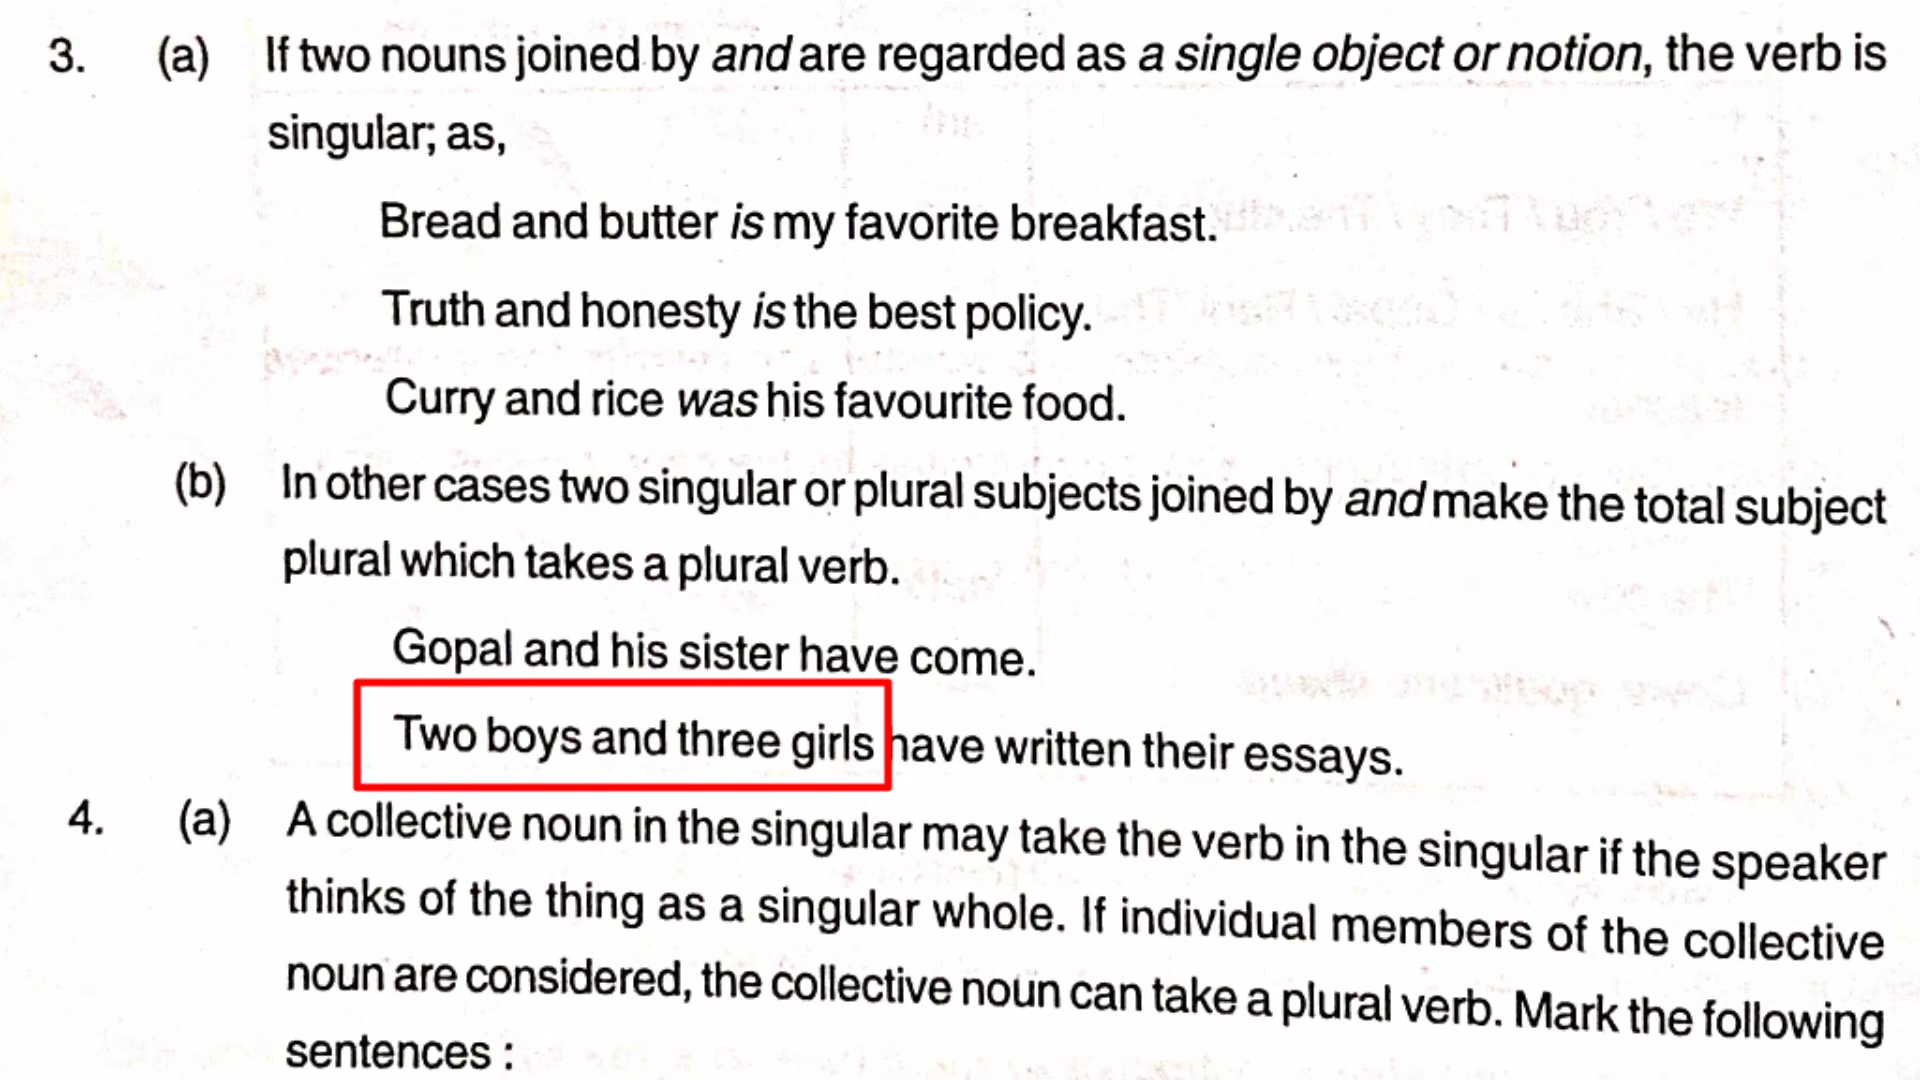 3. (a) If two nouns joined by and are regarded as a single object or notion, the verb is
singular; as,
Bread and butter is my favorite breakfast.
Truth and honesty is the best policy.
Curry and rice was his favourite food.
(b) In other cases two singular or plural subjects joined by and make the total subject
plural which takes a plural verb.
Gopal and his sister have come.
Two boys and three girls have written their essays.
4. (a) A collective noun in the singular may take the verb in the singular if the speaker
thinks of the thing as a singular whole. If individual members of the collective
noun are considered, the collective noun can take a plural verb. Mark the following
sentences :